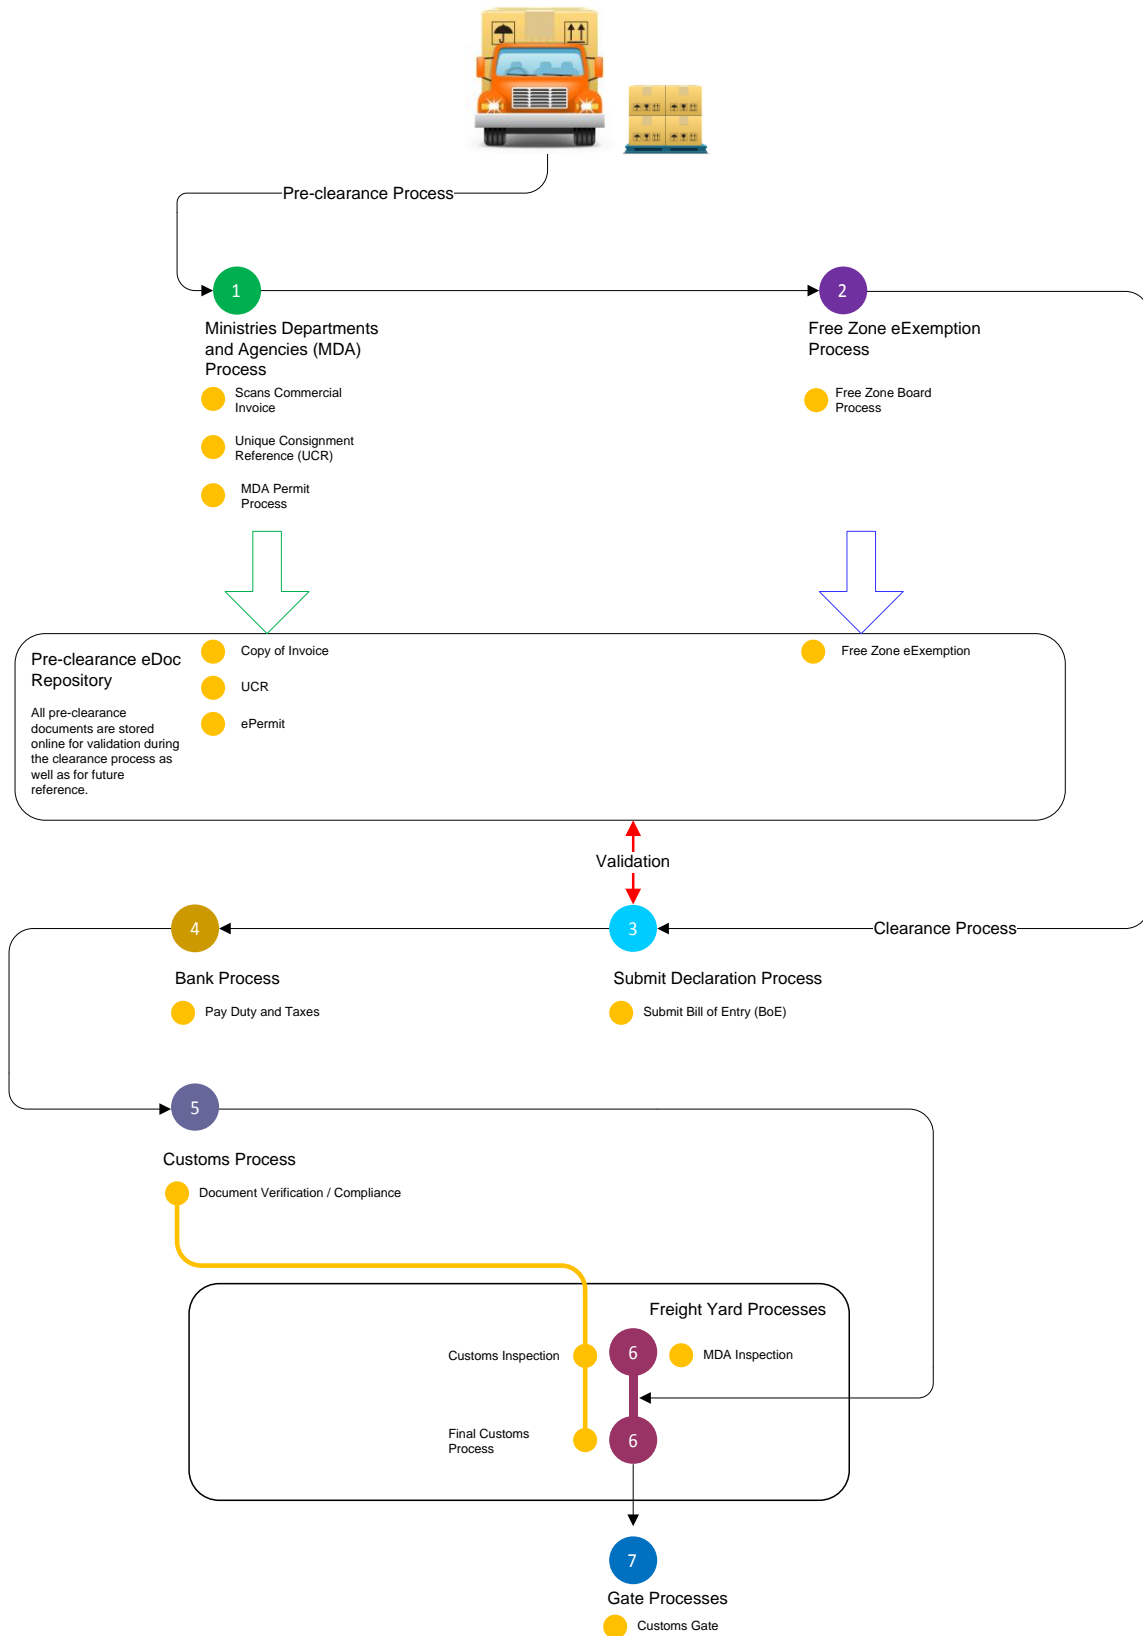 Pre-clearance Process
1
2
Ministries Departments
and Agencies (MDA)
Process
Free Zone eExemption
Process
Scans Commercial
Invoice
Free Zone Board
Process
Unique Consignment
Reference (UCR)
MDA Permit
Process
Pre-clearance eDoc
Repository
All pre-clearance
documents are stored
online for validation during
the clearance process as
well as for future
reference.
Copy of Invoice
UCR
ePermit
Free Zone eExemption
Validation
4
3
Clearance Process
Bank Process
Pay Duty and Taxes
Submit Declaration Process
Submit Bill of Entry (BoE)
5
Customs Process
Document Verification / Compliance
Freight Yard Processes
Customs Inspection
6
MDA Inspection
Final Customs
Process
6
7
Gate Processes
Customs Gate